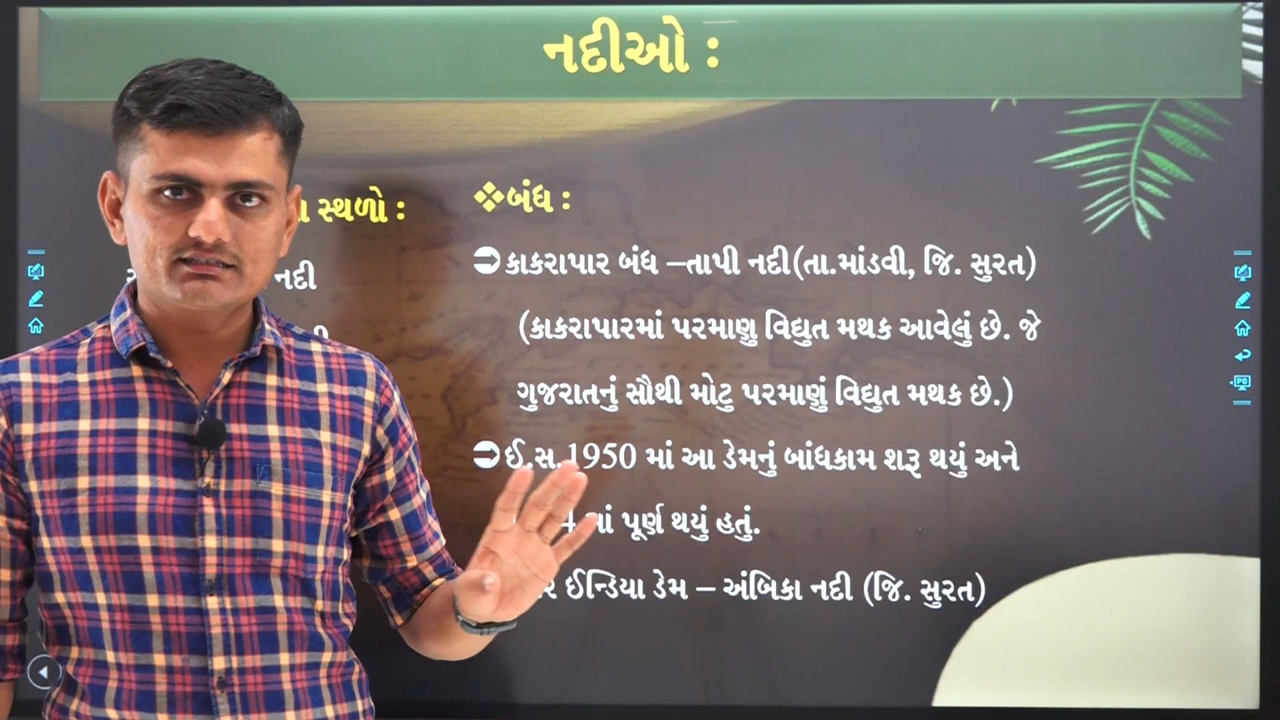 નદીઓ :
સ્થળો :
નદી
❖બંધ :
➲કાકરાપાર બંધ –તાપી નદી(તા.માંડવી, જિ. સુરત)
(કાકરાપારમાં પરમાણુ વિદ્યુત મથક આવેલું છે. જે
ગુજરાતનું સૌથી મોટુ પરમાણું વિદ્યુત મથક છે.)
➲ઈ.સ.1950 માં આ ડેમનું બાંધકામ શરૂ થયું અને
4 માં પૂર્ણ થયું હતું.
ઈન્ડિયા ડેમ – અંબિકા નદી (જિ. સુરત)